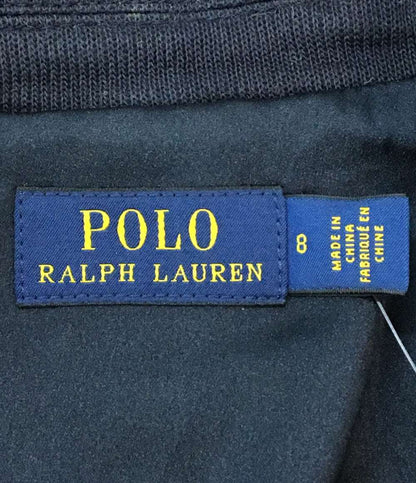 POLO
RALPH LAUREN
8
MADE IN
CHINA
FABRIQUÉ EN
CHINE